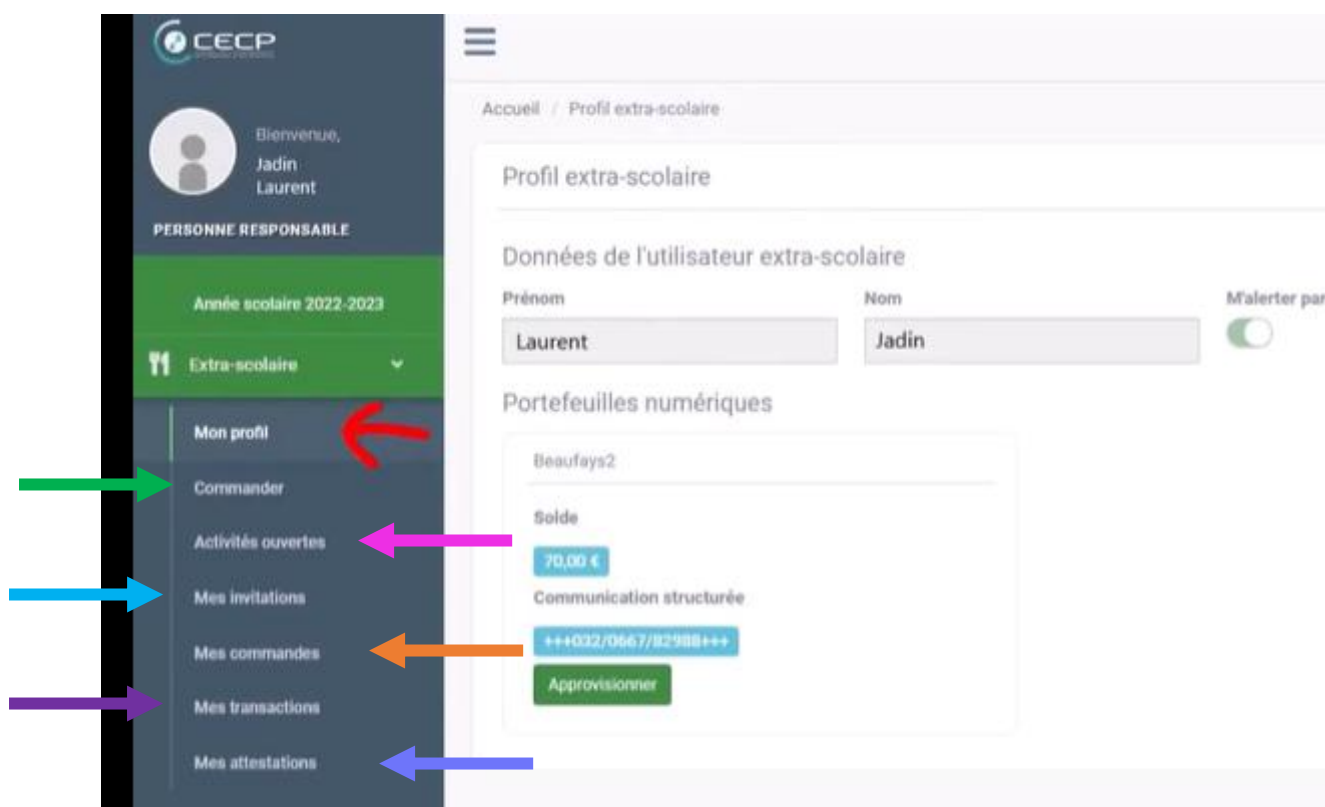 CECP
Bienvenue,
Jadin
Laurent
PERSONNE RESPONSABLE
Année scolaire 2022-2023
Extra-scolaire
Mon profil
Commander
Activités ouvertes
Mes invitations
Mes commandes
Mes transactions
Mes attestations
Accueil / Profil extra-scolaire
Profil extra-scolaire
Données de l'utilisateur extra-scolaire
Prénom Nom M'alerter par
Laurent Jadin
Portefeuilles numériques
Beaufays2
Solde
70,00 €
Communication structurée
+++032/0667/82988+++
Approvisionner